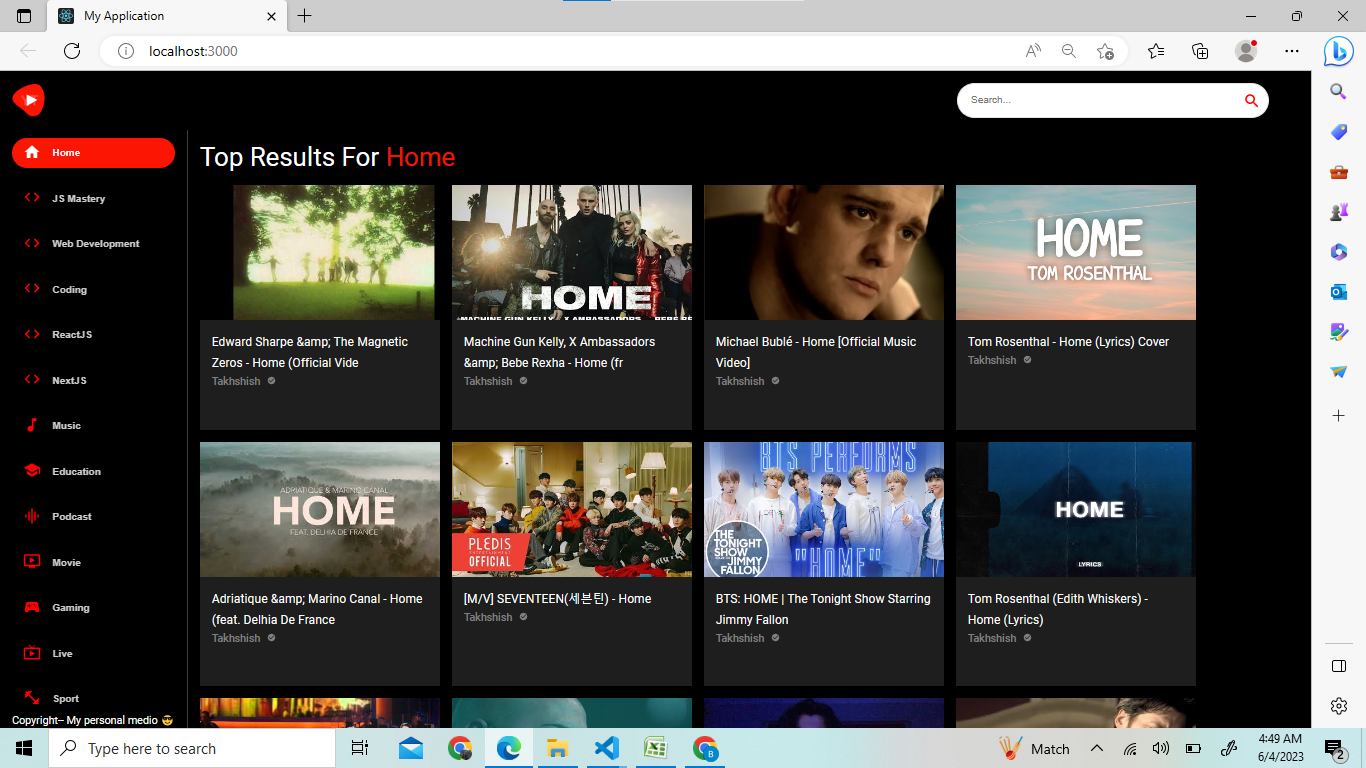 My Application
localhost:3000
Search...
Home
JS Mastery
Web Development
Coding
ReactJS
NextJS
Music
Education
Podcast
Movie
Gaming
Live
Sport
Copyright– My personal medio 😎
Top Results For Home
HOME
MACHINE GUN KELLY, X AMBASSADORS
HOME
TOM ROSENTHAL
Edward Sharpe &amp; The Magnetic
Zeros - Home (Official Vide
Takhshish
Machine Gun Kelly, X Ambassadors
&amp; Bebe Rexha - Home (fr
Takhshish
Michael Bublé - Home [Official Music
Video]
Takhshish
Tom Rosenthal - Home (Lyrics) Cover
Takhshish
ADRIATIQUE & MARINO CANAL
HOME
FEAT. DELHIA DE FRANCE
PLEDIS
ENTERTAINMENT
OFFICIAL
BTS PERFORMS
THE
TONIGHT
SHOW
JIMMY
FALLON
"HOME"
HOME
LYRICS
Adriatique &amp; Marino Canal - Home
(feat. Delhia De France
Takhshish
[M/V] SEVENTEEN(세븐틴) - Home
Takhshish
BTS: HOME | The Tonight Show Starring
Jimmy Fallon
Takhshish
Tom Rosenthal (Edith Whiskers) -
Home (Lyrics)
Takhshish
Type here to search
Match
4:49 AM
6/4/2023
2